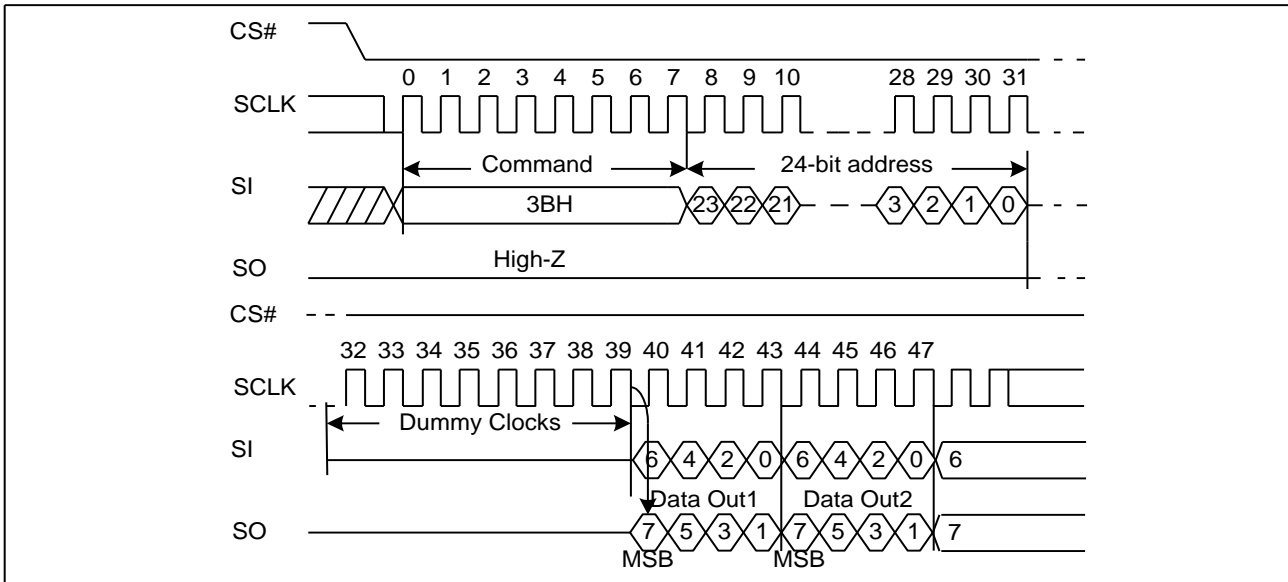 CS#
0 1 2 3 4 5 6 7 8 9 10 28 29 30 31
SCLK
Command 24-bit address
SI
3BH 23 22 21 3 2 1 0
High-Z
SO
CS#
32 33 34 35 36 37 38 39 40 41 42 43 44 45 46 47
SCLK
Dummy Clocks
SI
6 4 2 0 6 4 2 0 6
Data Out1 Data Out2
SO
7 5 3 1 7 5 3 1 7
MSB MSB